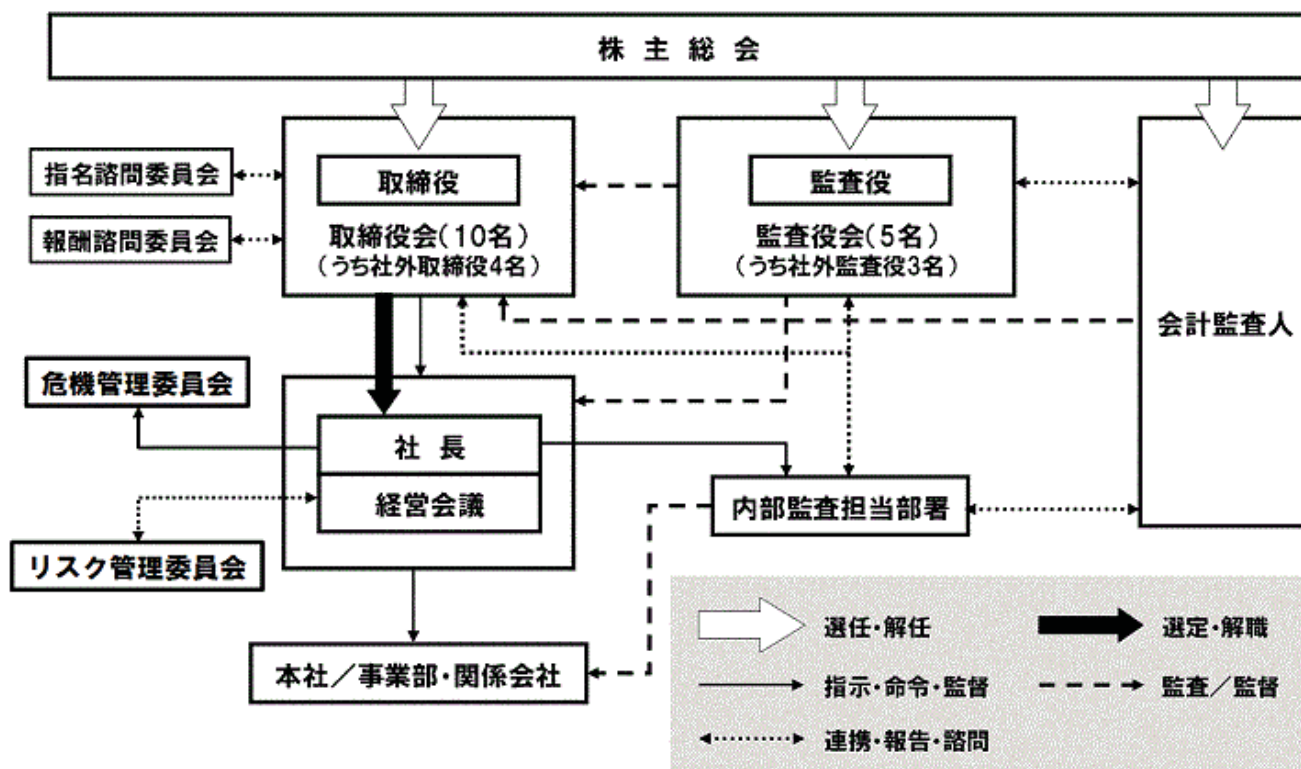 株主総会
指名諮問委員会
報酬諮問委員会
取締役
取締役会(10名)
(うち社外取締役4名)
監査役
監査役会(5名)
(うち社外監査役3名)
会計監査人
危機管理委員会
社長
経営会議
内部監査担当部署
リスク管理委員会
本社/事業部・関係会社
選任・解任
選定・解職
指示・命令・監督
監査/監督
連携・報告・諮問